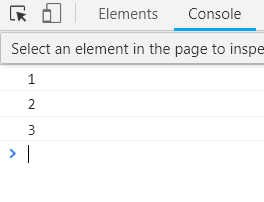 Elements Console
Select an element in the page to inspe
1
2
3
>